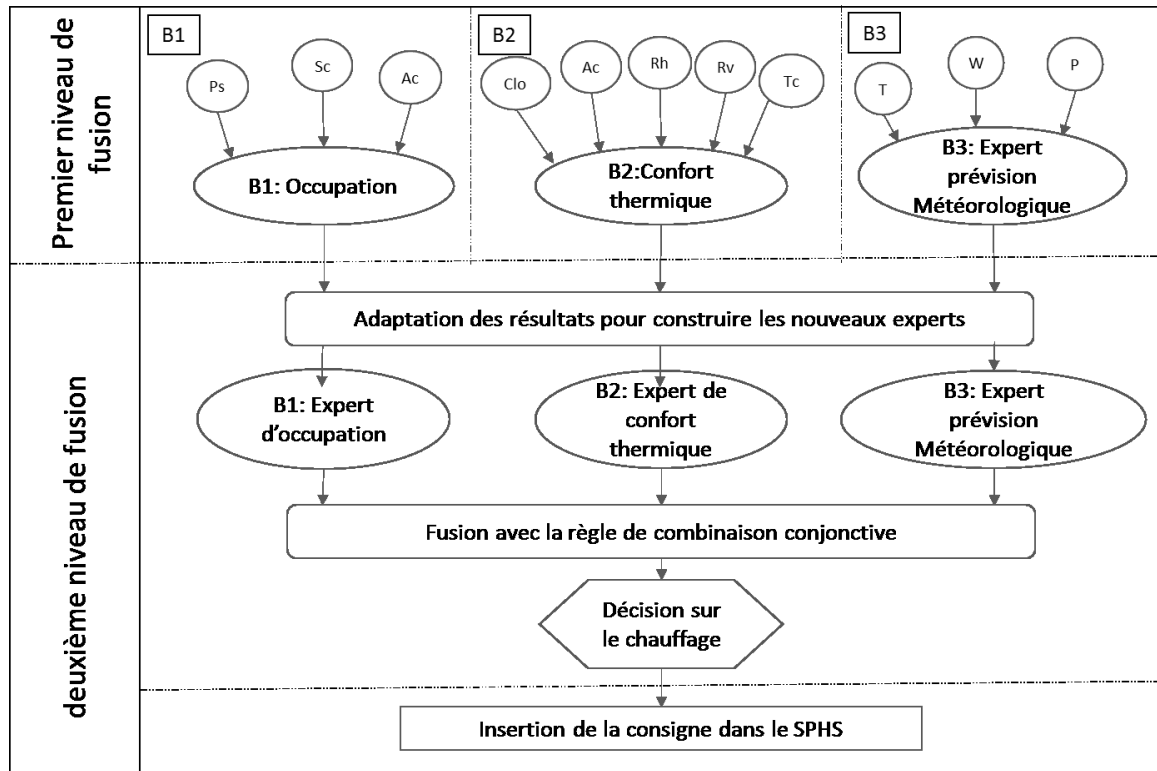 Premier niveau de
fusion
B1
Ps
Sc
Ac
B1: Occupation
B2
Clo
Ac
Rh
Rv
Tc
B2:Confort
thermique
B3
T
W
P
B3: Expert
prévision
Météorologique
deuxième niveau de fusion
Adaptation des résultats pour construire les nouveaux experts
B1: Expert
d'occupation
B2: Expert de
confort
thermique
B3: Expert
prévision
Météorologique
Fusion avec la règle de combinaison conjonctive
Décision sur
le chauffage
Insertion de la consigne dans le SPHS